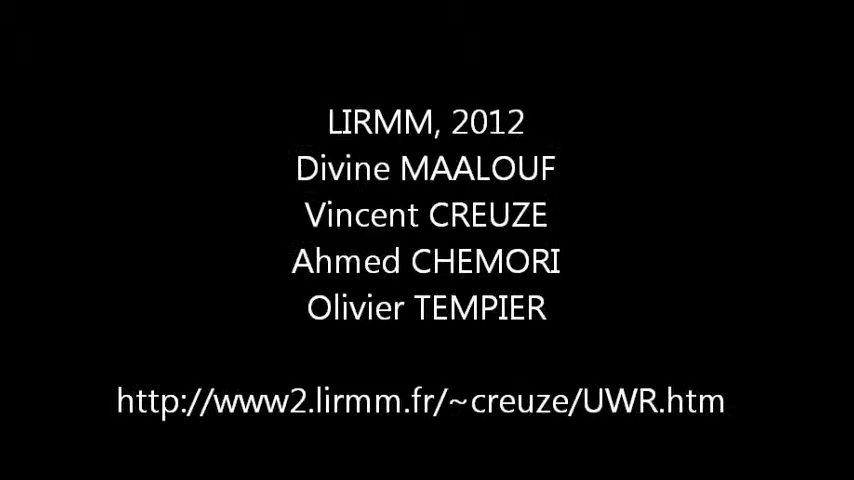 LIRMM, 2012
Divine MAALOUF
Vincent CREUZE
Ahmed CHEMORI
Olivier TEMPIER
http://www2.lirmm.fr/~creuze/UWR.htm